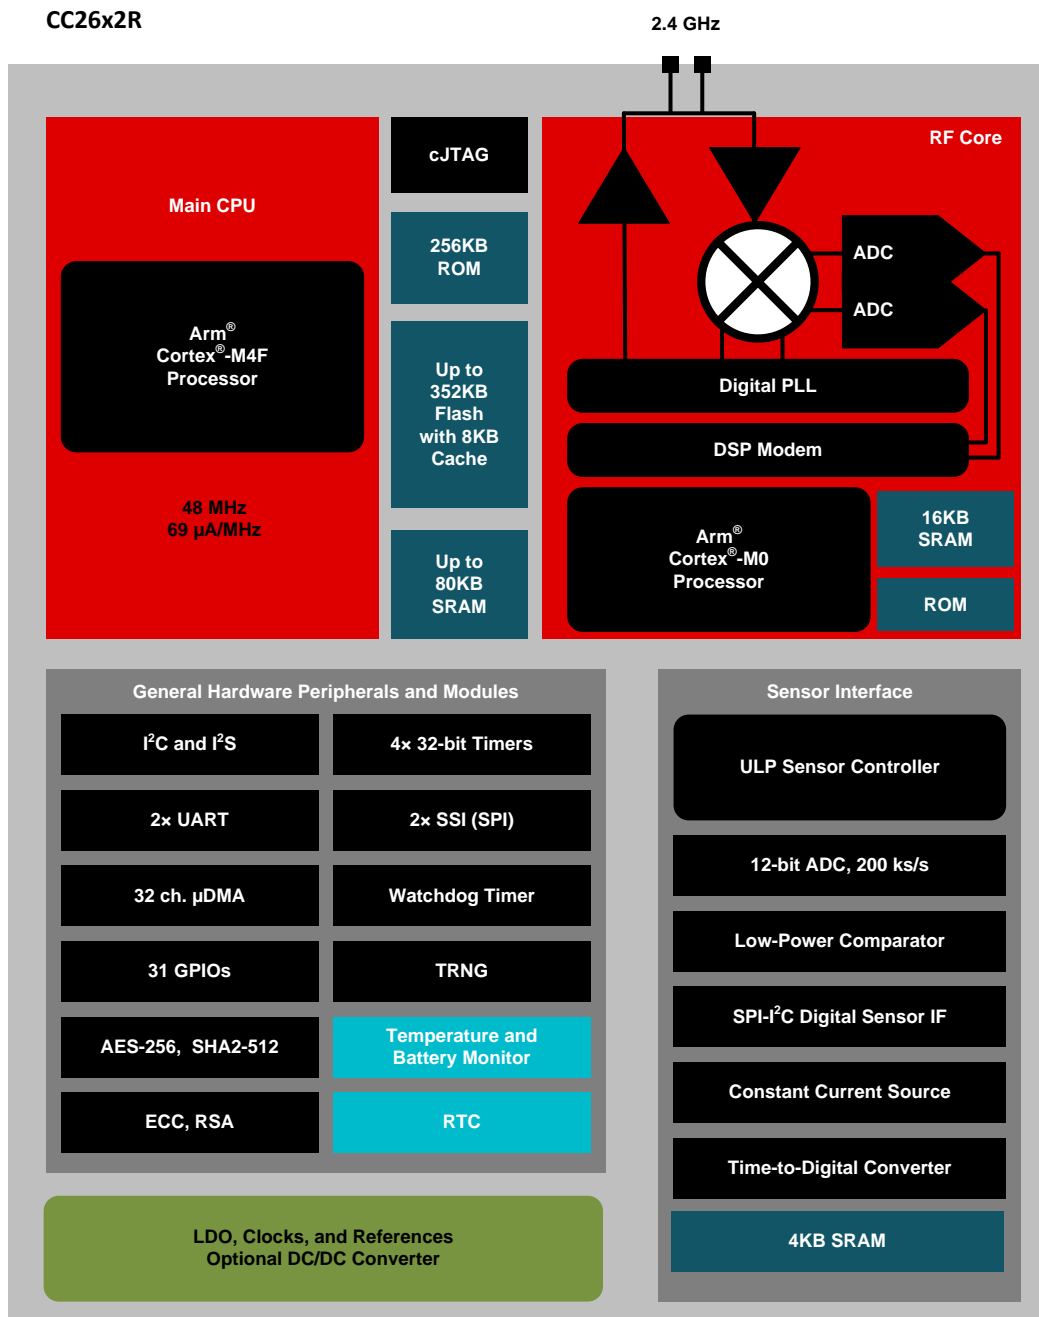 CC26x2R
2.4 GHz
Main CPU
Arm®
Cortex®-M4F
Processor
48 MHz
69 µA/MHz
cJTAG
256KB
ROM
Up to
352KB
Flash
with 8KB
Cache
Up to
80KB
SRAM
RF Core
ADC
ADC
Digital PLL
DSP Modem
Arm®
Cortex®-M0
Processor
16KB
SRAM
ROM
General Hardware Peripherals and Modules
I²C and I²S
4× 32-bit Timers
2× UART
2× SSI (SPI)
32 ch. µDMA
Watchdog Timer
31 GPIOs
TRNG
AES-256, SHA2-512
Temperature and
Battery Monitor
ECC, RSA
RTC
LDO, Clocks, and References
Optional DC/DC Converter
Sensor Interface
ULP Sensor Controller
12-bit ADC, 200 ks/s
Low-Power Comparator
SPI-I²C Digital Sensor IF
Constant Current Source
Time-to-Digital Converter
4KB SRAM